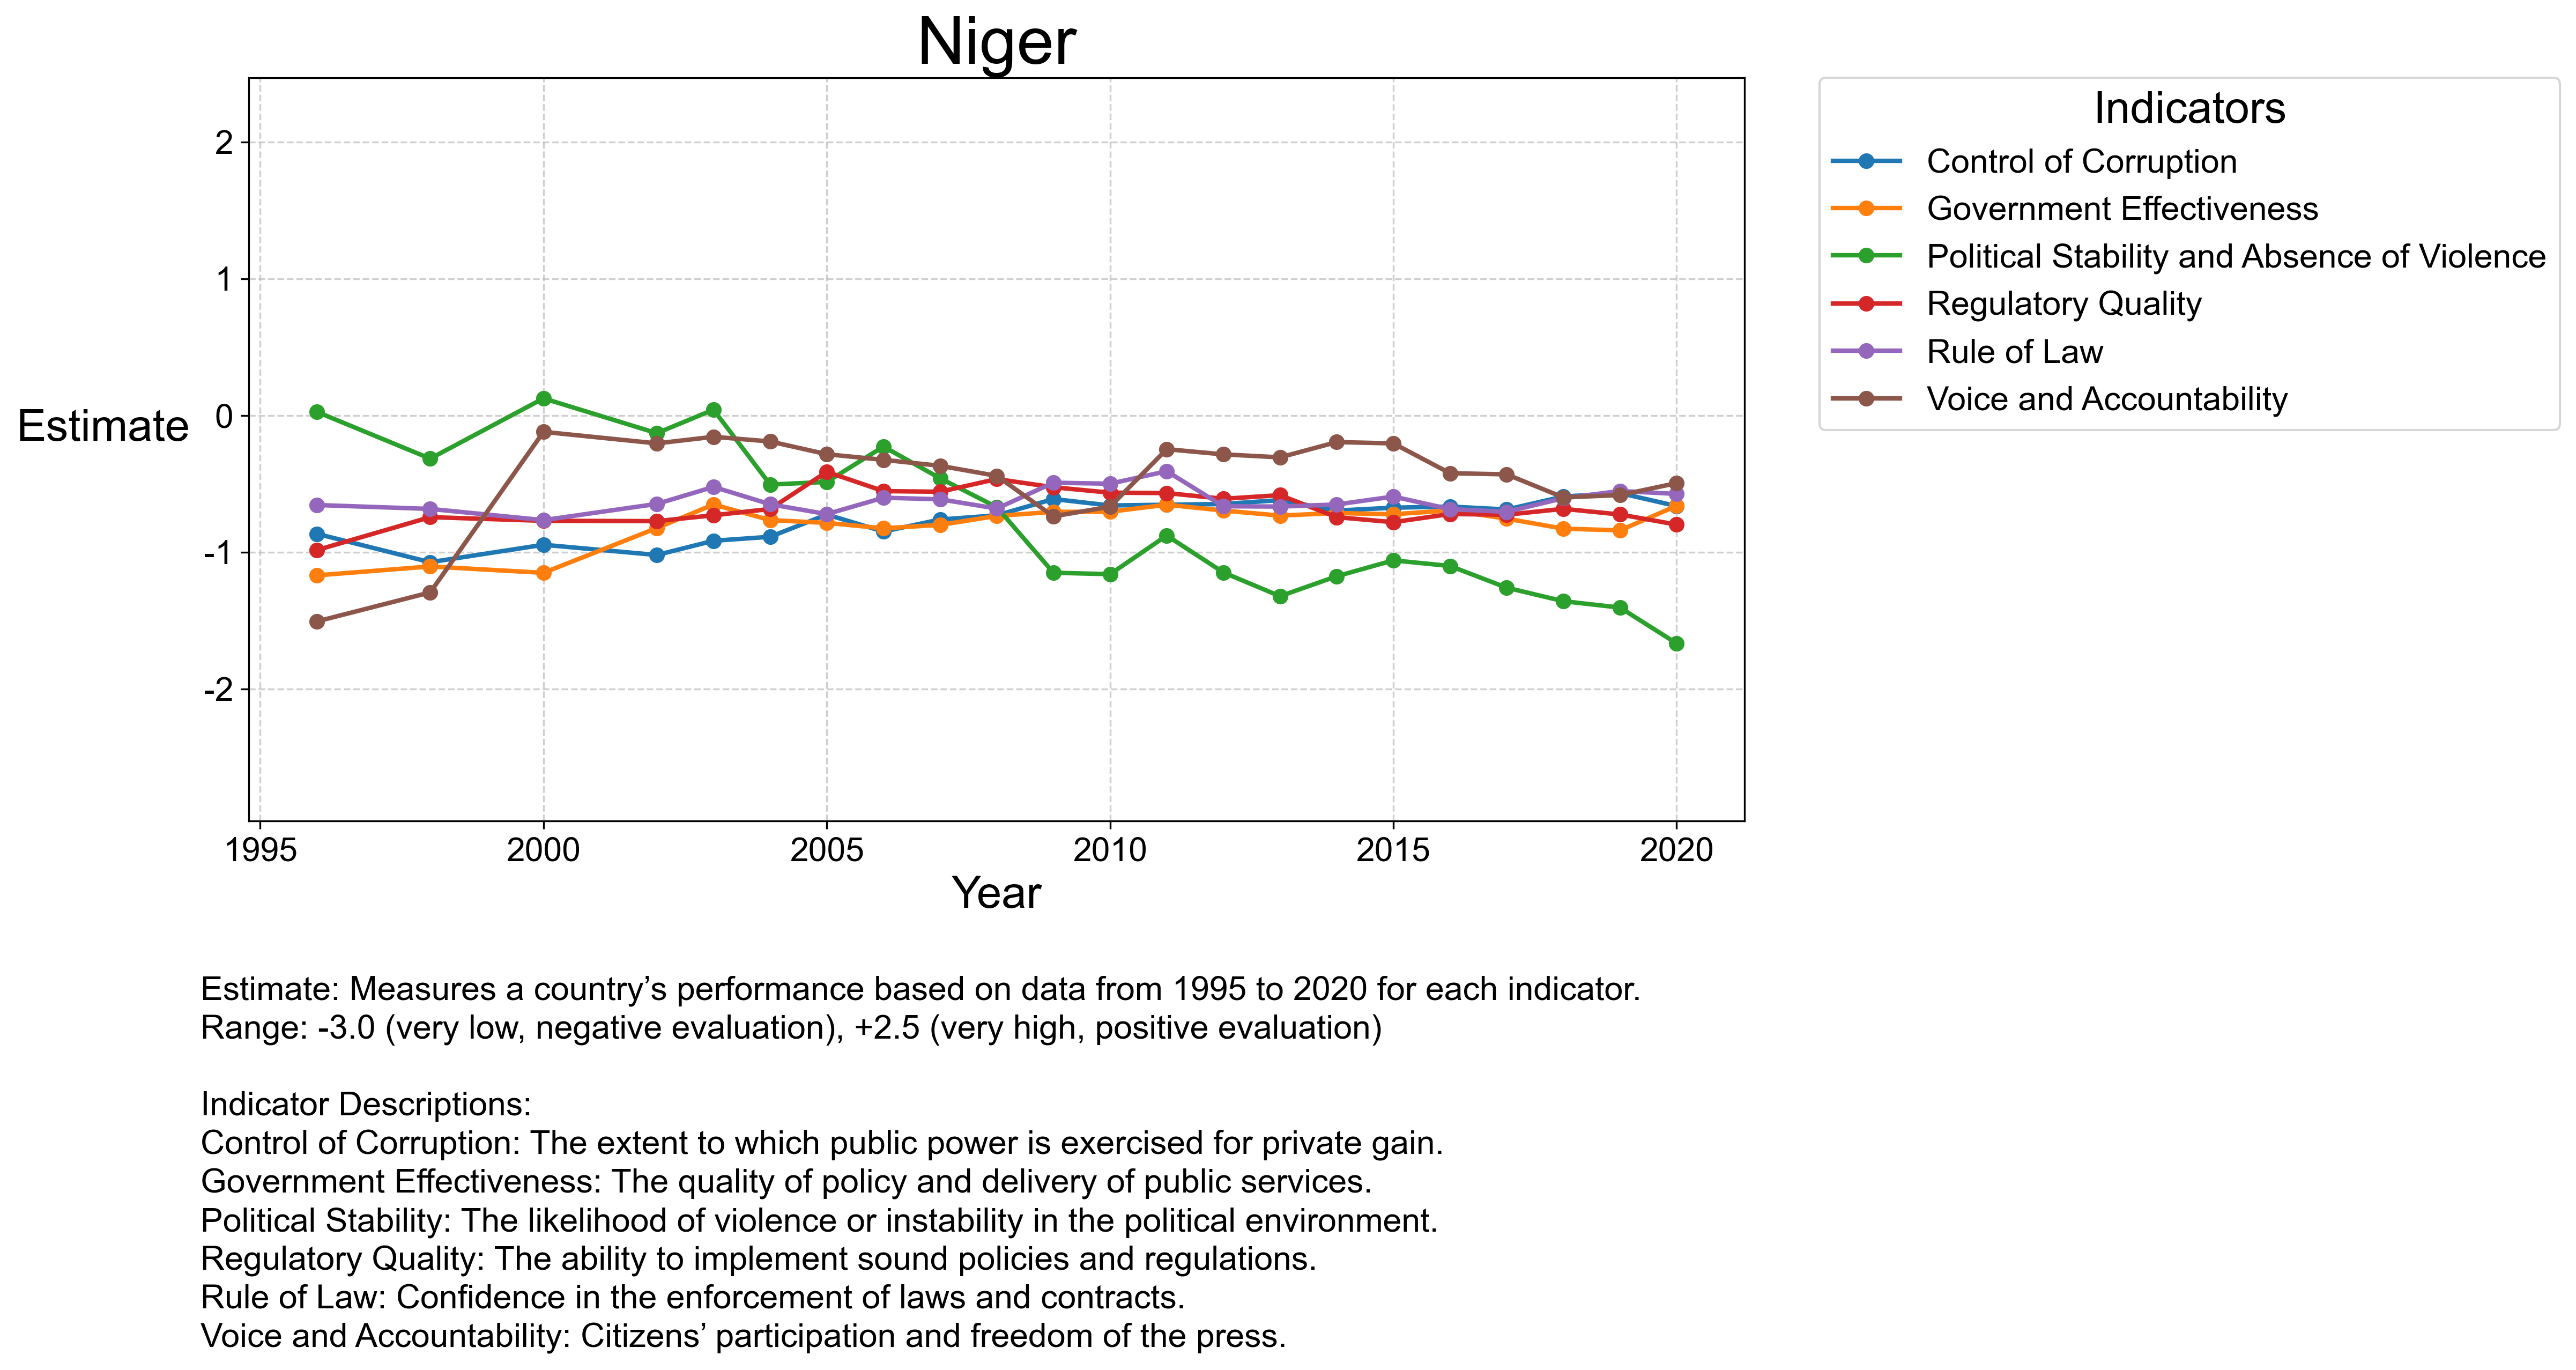 Niger
Estimate
2
1
0
-1
-2
1995 2000 2005 2010 2015 2020
Year
Indicators
Control of Corruption
Government Effectiveness
Political Stability and Absence of Violence
Regulatory Quality
Rule of Law
Voice and Accountability
Estimate: Measures a country’s performance based on data from 1995 to 2020 for each indicator.
Range: -3.0 (very low, negative evaluation), +2.5 (very high, positive evaluation)
Indicator Descriptions:
Control of Corruption: The extent to which public power is exercised for private gain.
Government Effectiveness: The quality of policy and delivery of public services.
Political Stability: The likelihood of violence or instability in the political environment.
Regulatory Quality: The ability to implement sound policies and regulations.
Rule of Law: Confidence in the enforcement of laws and contracts.
Voice and Accountability: Citizens’ participation and freedom of the press.